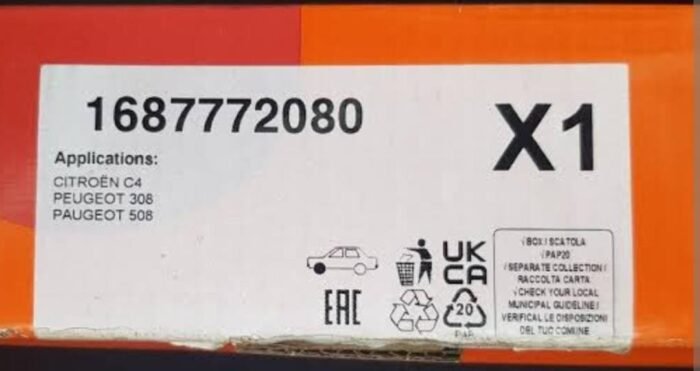 1687772080
X1
Applications:
CITROËN C4
PEUGEOT 308
PAUGEOT 508
UK
CA
EAC
20
PAP
√BOX / SCATOLA
√PAP20
/ SEPARATE COLLECTION /
RACCOLTA CARTA
√CHECK YOUR LOCAL
MUNICIPAL GUIDELINE /
VERIFICA LE DISPOSIZIONI
DEL TUO COMUNE